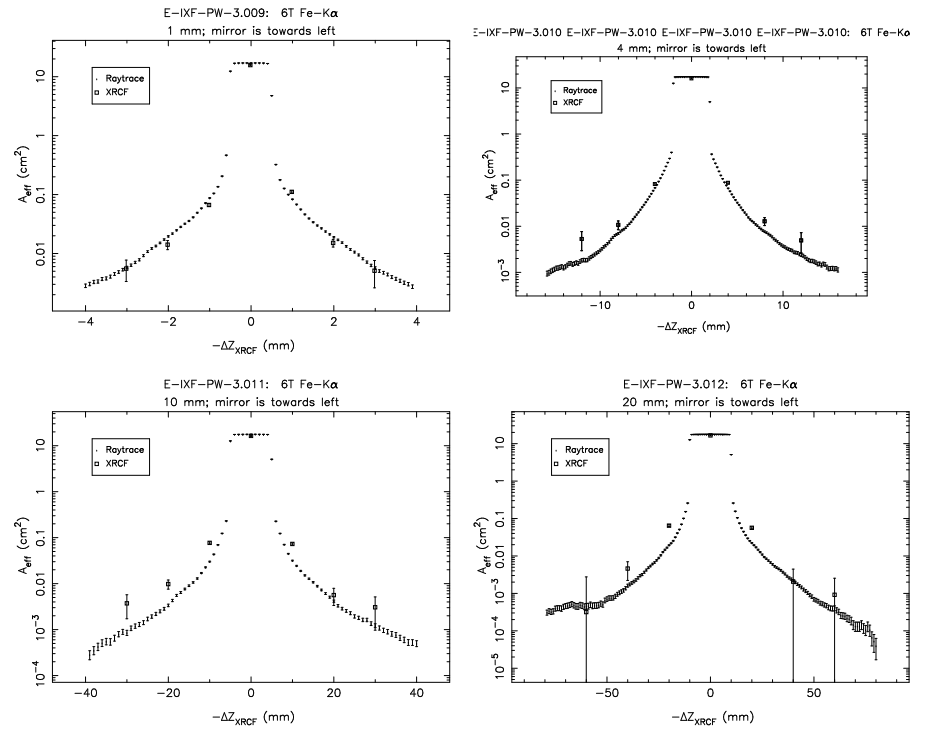 E-IXF-PW-3.009: 6T Fe-Kα
1 mm; mirror is towards left
Raytrace
XRCF
A_eff (cm²)
10
1
0.1
0.01
−4 −2 0 2 4
−ΔZ_XRCF (mm)
E-IXF-PW-3.010 E-IXF-PW-3.010 E-IXF-PW-3.010 E-IXF-PW-3.010: 6T Fe-Kα
4 mm; mirror is towards left
Raytrace
XRCF
A_eff (cm²)
10
1
0.1
0.01
10⁻³
−10 0 10
−ΔZ_XRCF (mm)
E-IXF-PW-3.011: 6T Fe-Kα
10 mm; mirror is towards left
Raytrace
XRCF
A_eff (cm²)
10
1
0.1
0.01
10⁻³
10⁻⁴
−40 −20 0 20 40
−ΔZ_XRCF (mm)
E-IXF-PW-3.012: 6T Fe-Kα
20 mm; mirror is towards left
Raytrace
XRCF
A_eff (cm²)
10
1
0.1
0.01
10⁻³
10⁻⁴
10⁻⁵
−50 0 50
−ΔZ_XRCF (mm)